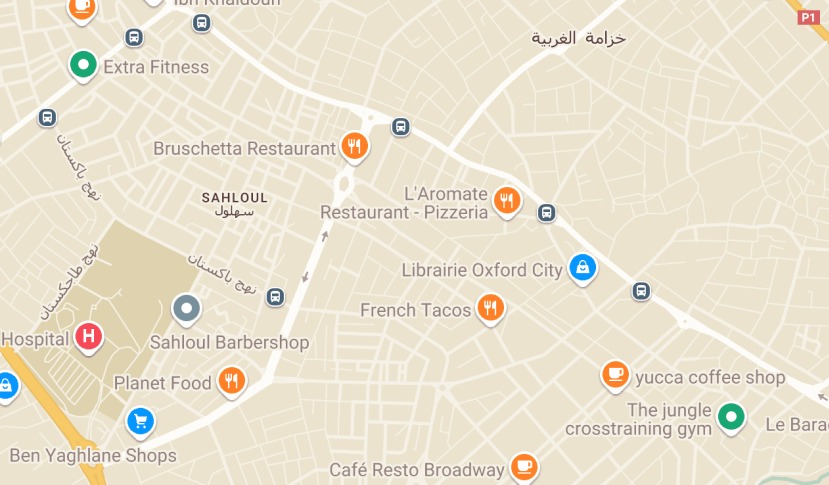 Ibn Khaldoun
P1
خزامة الغربية
Extra Fitness
نهج باكستان
Bruschetta Restaurant
SAHLOUL
سهلول
L'Aromate
Restaurant - Pizzeria
نهج طاجكستان
نهج باكستان
Librairie Oxford City
French Tacos
H
Hospital
Sahloul Barbershop
Planet Food
yucca coffee shop
The jungle
crosstraining gym
Le Bara
Ben Yaghlane Shops
Café Resto Broadway